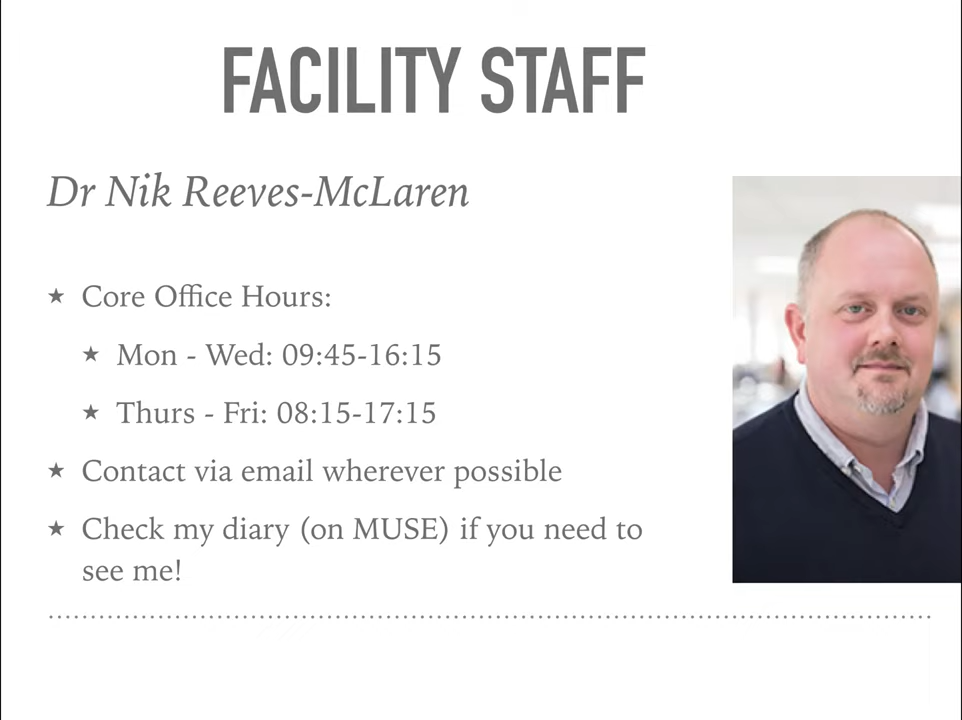 FACILITY STAFF
Dr Nik Reeves-McLaren
★ Core Office Hours:
★ Mon - Wed: 09:45-16:15
★ Thurs - Fri: 08:15-17:15
★ Contact via email wherever possible
★ Check my diary (on MUSE) if you need to
see me!